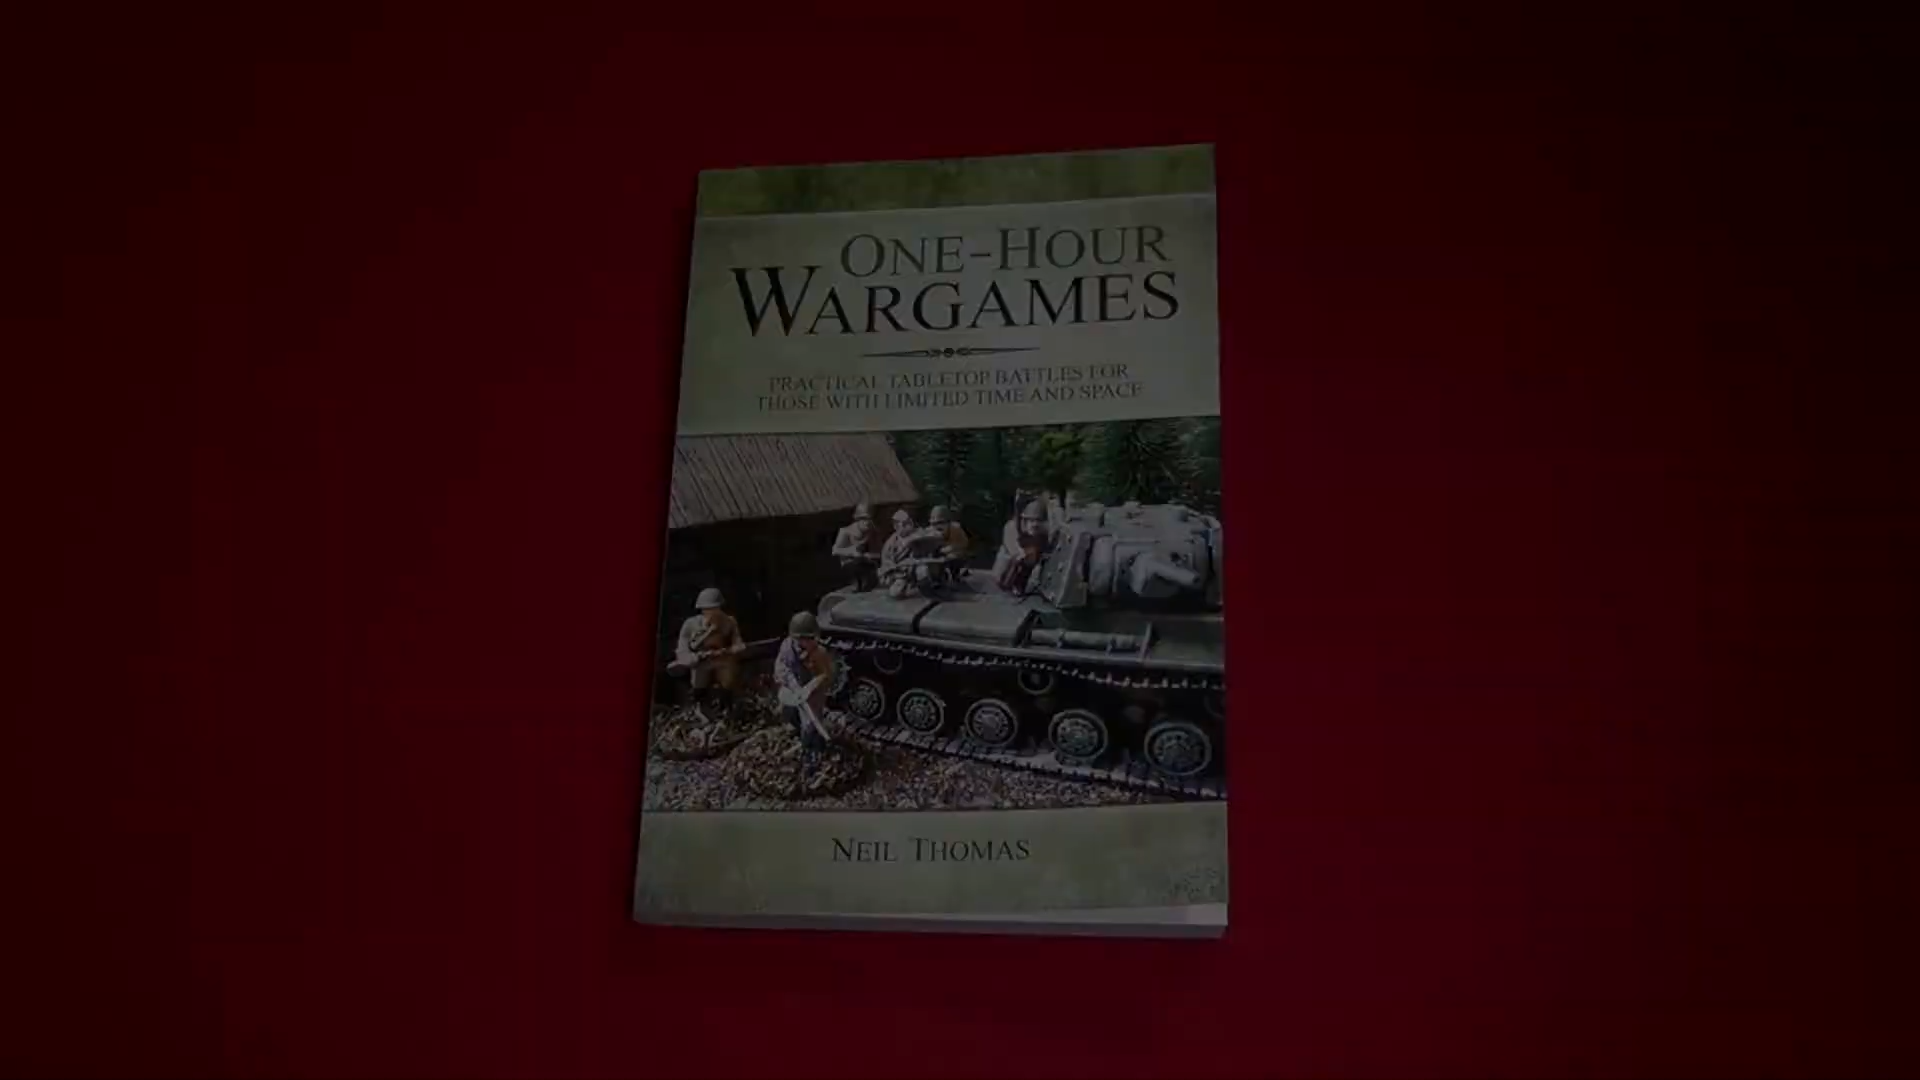 ONE-HOUR
WARGAMES
PRACTICAL TABLETOP BATTLES FOR
THOSE WITH LIMITED TIME AND SPACE
NEIL THOMAS